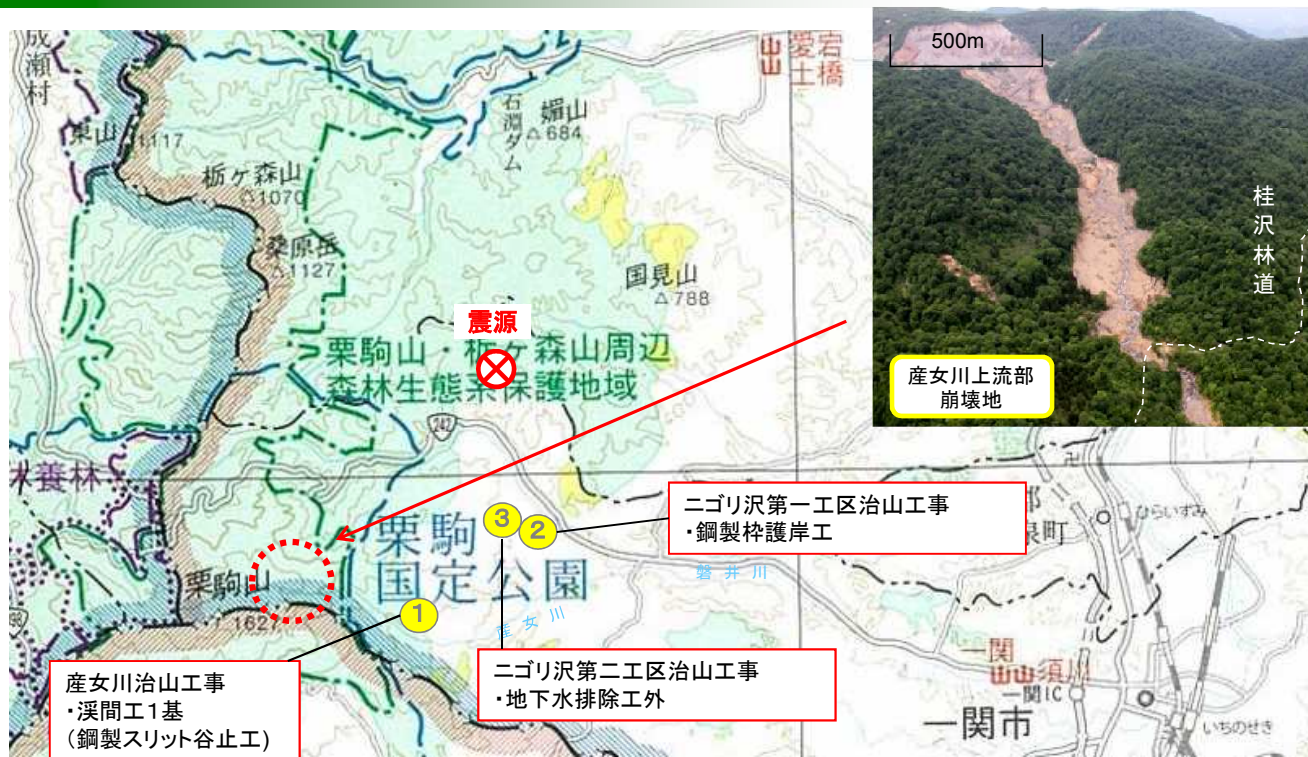 成瀬村
東山
1117
栃ヶ森山
△1070
桑原岳
△1127
石淵ダム
媚山
△684
国見山
△788
愛宕
土橋
500m
桂沢林道
産女川上流部
崩壊地
震源
栗駒山・栃ヶ森山周辺
森林生態系保護地域
242
水養林
栗駒
国定公園
栗駒山
1627
③
②
①
ニゴリ沢第一工区治山工事
・鋼製枠護岸工
磐井川
産女川
ニゴリ沢第二工区治山工事
・地下水排除工外
産女川治山工事
・渓間工1基
(鋼製スリット谷止工)
ひらいずみ
泉町
一関
須川
一関IC
一関市
いちのせき